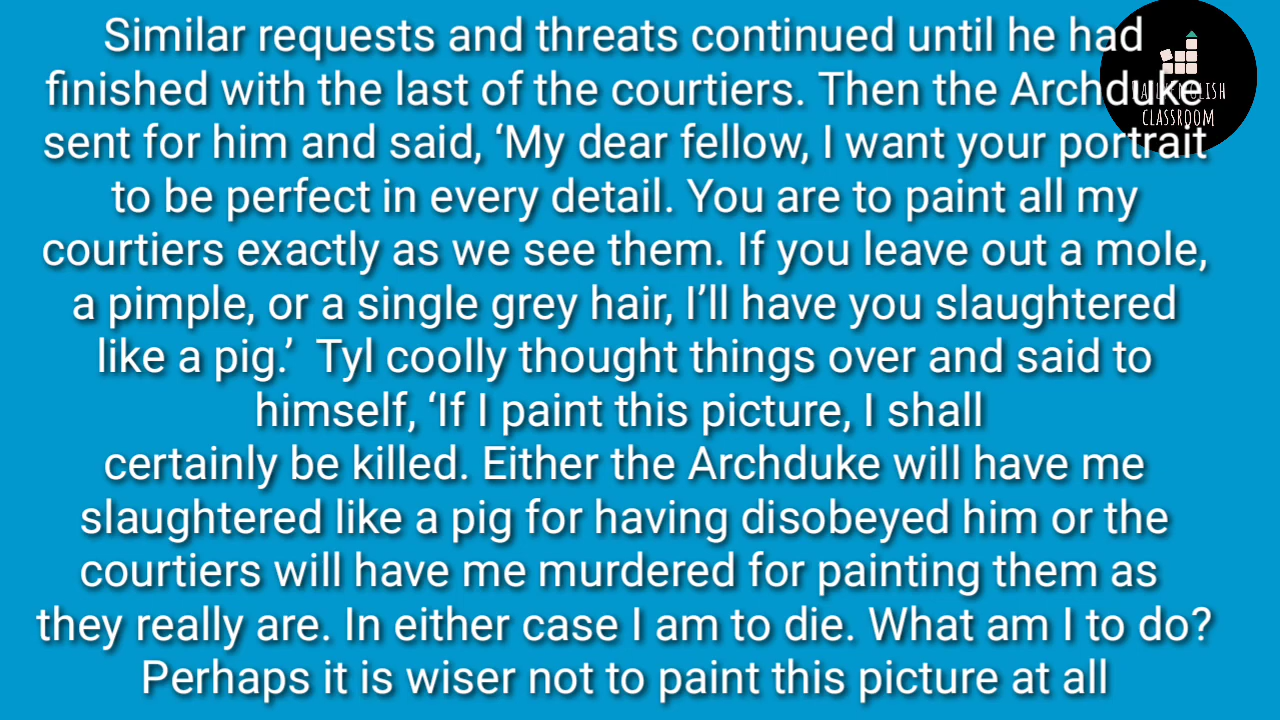 Similar requests and threats continued until he had
finished with the last of the courtiers. Then the Archduke
sent for him and said, ‘My dear fellow, I want your portrait
to be perfect in every detail. You are to paint all my
courtiers exactly as we see them. If you leave out a mole,
a pimple, or a single grey hair, I’ll have you slaughtered
like a pig.’  Tyl coolly thought things over and said to
himself, ‘If I paint this picture, I shall
certainly be killed. Either the Archduke will have me
slaughtered like a pig for having disobeyed him or the
courtiers will have me murdered for painting them as
they really are. In either case I am to die. What am I to do?
Perhaps it is wiser not to paint this picture at all
CLASSROOM